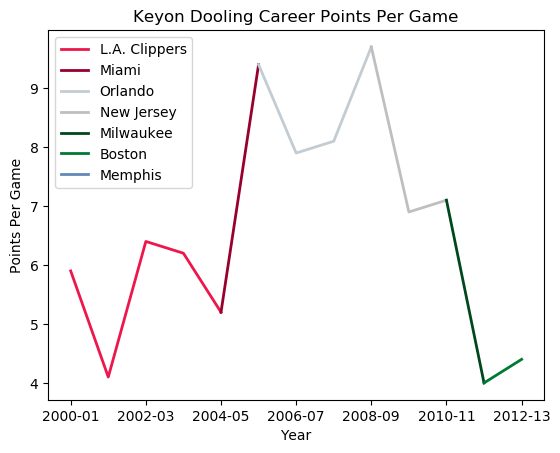 Keyon Dooling Career Points Per Game
L.A. Clippers
Miami
Orlando
New Jersey
Milwaukee
Boston
Memphis
Points Per Game
9
8
7
6
5
4
2000-01 2002-03 2004-05 2006-07 2008-09 2010-11 2012-13
Year